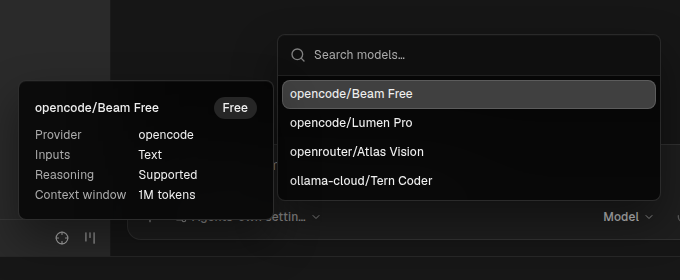 Search models…
opencode/Beam Free
opencode/Lumen Pro
openrouter/Atlas Vision
ollama-cloud/Tern Coder
opencode/Beam Free Free
Provider opencode
Inputs Text
Reasoning Supported
Context window 1M tokens
Model